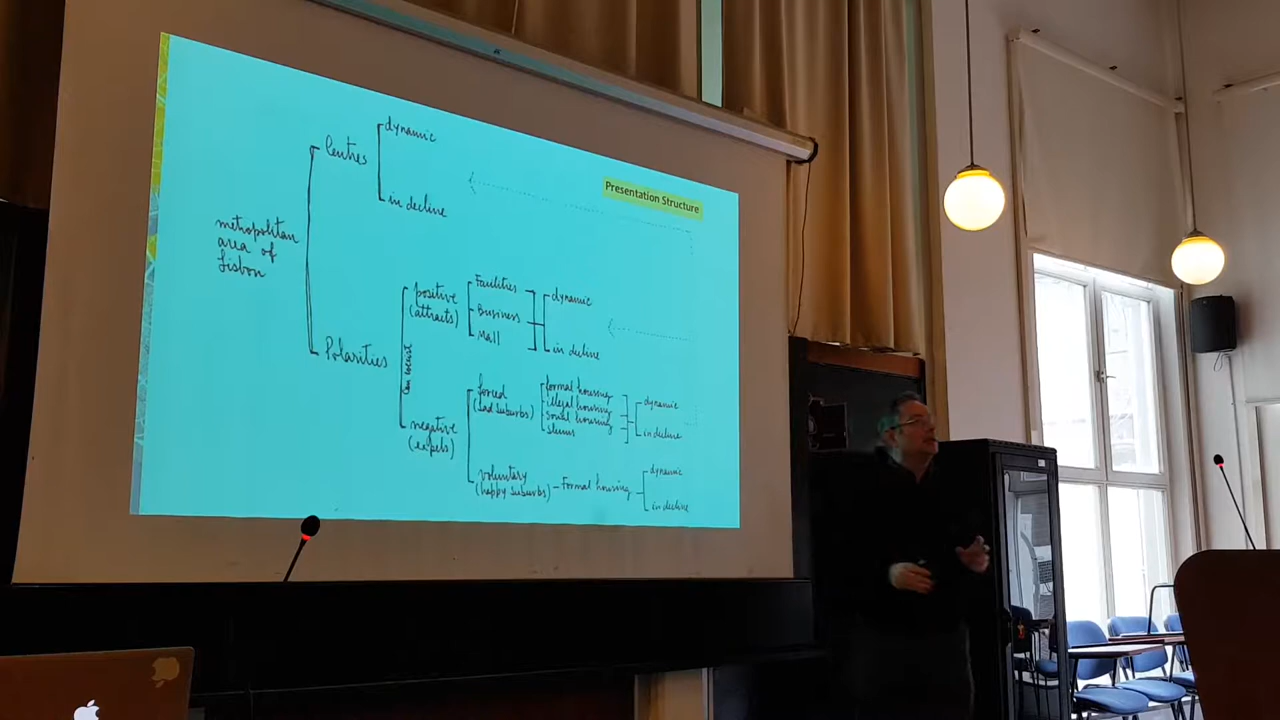 Presentation Structure
metropolitan
area of
Lisbon
Centres
dynamic
in decline
Polarities
can coexist
positive
(attracts)
Facilities
Business
Mall
dynamic
in decline
negative
(expels)
forced
(sad suburbs)
formal housing
illegal housing
social housing
slums
dynamic
in decline
voluntary
(happy suburbs)
Formal housing
dynamic
in decline